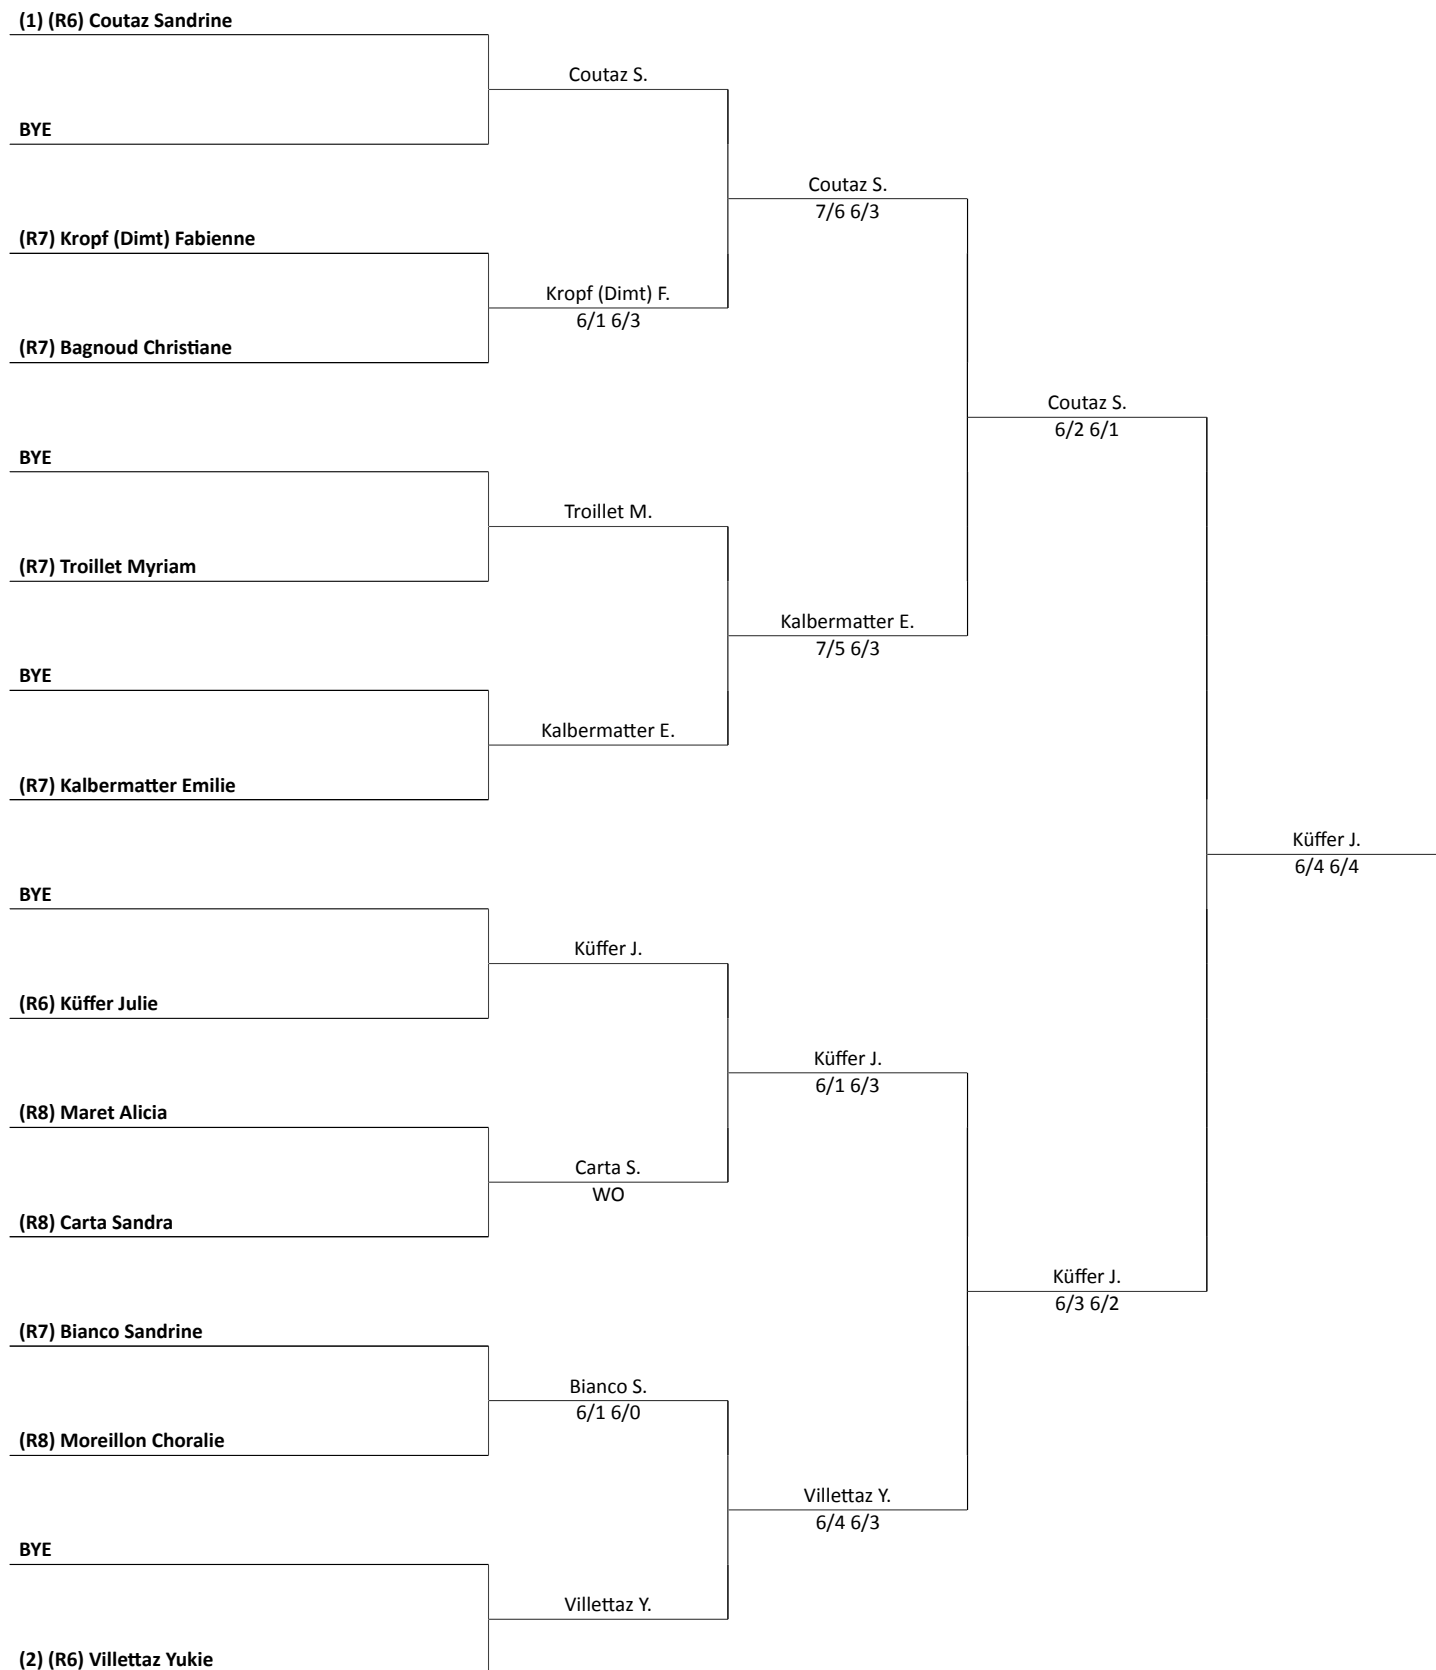 (1) (R6) Coutaz Sandrine
Coutaz S.
BYE
Coutaz S.
7/6 6/3
(R7) Kropf (Dimt) Fabienne
Kropf (Dimt) F.
6/1 6/3
(R7) Bagnoud Christiane
Coutaz S.
6/2 6/1
BYE
Troillet M.
(R7) Troillet Myriam
Kalbermatter E.
7/5 6/3
BYE
Kalbermatter E.
(R7) Kalbermatter Emilie
Küffer J.
6/4 6/4
BYE
Küffer J.
(R6) Küffer Julie
Küffer J.
6/1 6/3
(R8) Maret Alicia
Carta S.
WO
(R8) Carta Sandra
Küffer J.
6/3 6/2
(R7) Bianco Sandrine
Bianco S.
6/1 6/0
(R8) Moreillon Choralie
Villettaz Y.
6/4 6/3
BYE
Villettaz Y.
(2) (R6) Villettaz Yukie